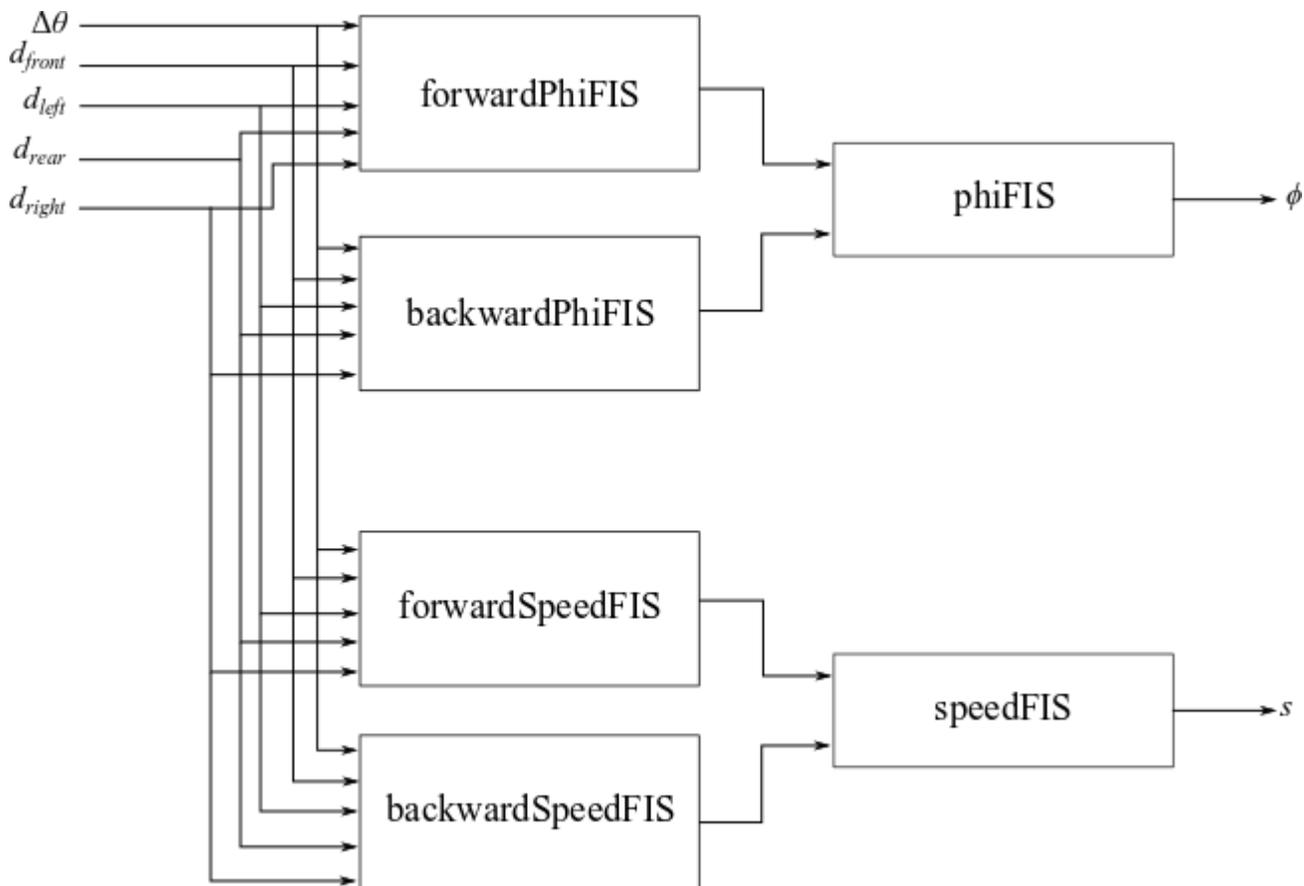 Δθ
d_front
d_left
d_rear
d_right
forwardPhiFIS
backwardPhiFIS
phiFIS
ϕ
forwardSpeedFIS
backwardSpeedFIS
speedFIS
s